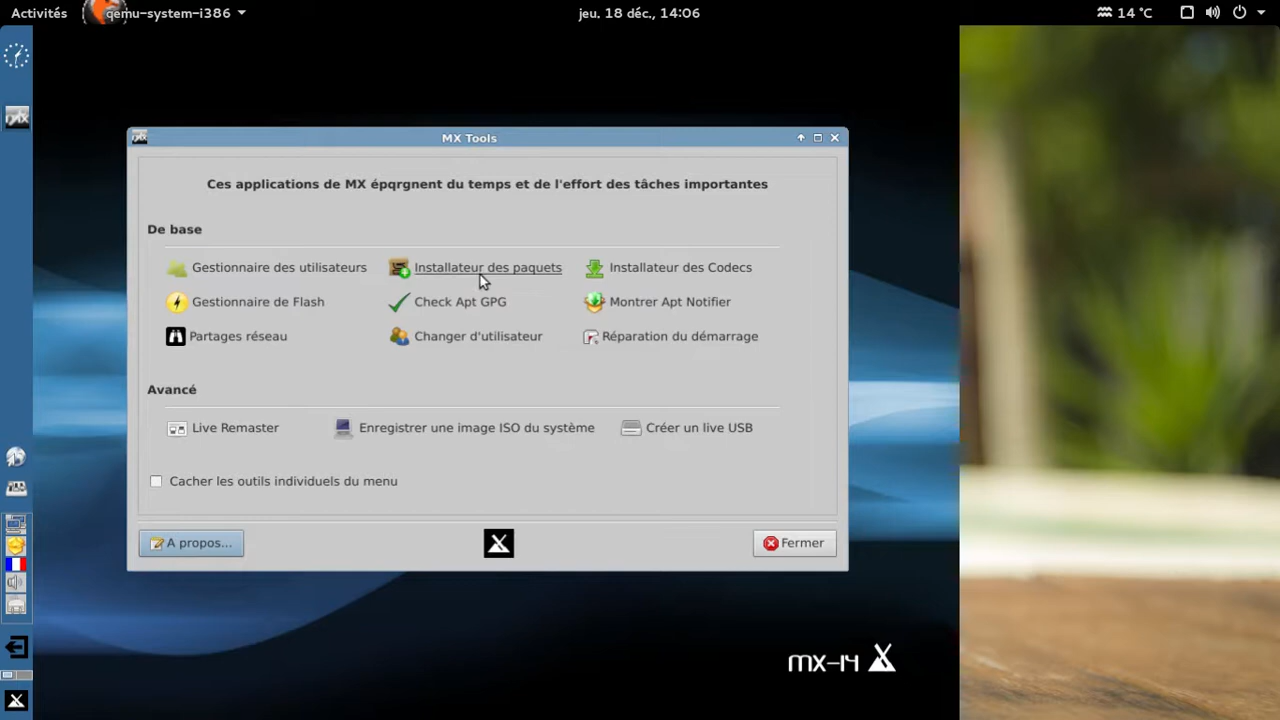 Activités qemu-system-i386 jeu. 18 déc., 14:06 14 °C
MX Tools
Ces applications de MX épqrgnent du temps et de l'effort des tâches importantes
De base
Gestionnaire des utilisateurs Installateur des paquets Installateur des Codecs
Gestionnaire de Flash Check Apt GPG Montrer Apt Notifier
Partages réseau Changer d'utilisateur Réparation du démarrage
Avancé
Live Remaster Enregistrer une image ISO du système Créer un live USB
Cacher les outils individuels du menu
A propos... Fermer
mx-14